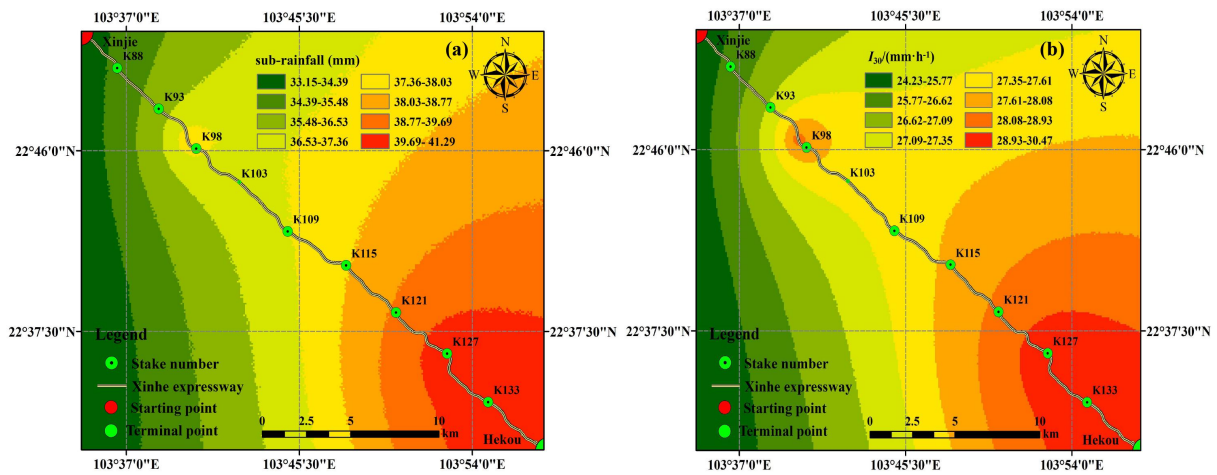 103°37'0"E 103°45'30"E 103°54'0"E
(a)
Xinjie
K88
sub-rainfall (mm)
33.15-34.39 37.36-38.03
34.39-35.48 38.03-38.77
35.48-36.53 38.77-39.69
36.53-37.36 39.69- 41.29
N
W E
S
K93
K98
22°46'0"N
K103
K109
K115
K121
22°37'30"N
K127
K133
Hekou
Legend
Stake number
Xinhe expressway
Starting point
Terminal point
0 2.5 5 10
km
103°37'0"E 103°45'30"E 103°54'0"E
103°37'0"E 103°45'30"E 103°54'0"E
(b)
Xinjie
K88
I30/(mm·h-1)
24.23-25.77 27.35-27.61
25.77-26.62 27.61-28.08
26.62-27.09 28.08-28.93
27.09-27.35 28.93-30.47
N
W E
S
K93
K98
22°46'0"N 22°46'0"N
K103
K109
K115
K121
22°37'30"N 22°37'30"N
K127
K133
Hekou
Legend
Stake number
Xinhe expressway
Starting point
Terminal point
0 2.5 5 10
km
103°37'0"E 103°45'30"E 103°54'0"E